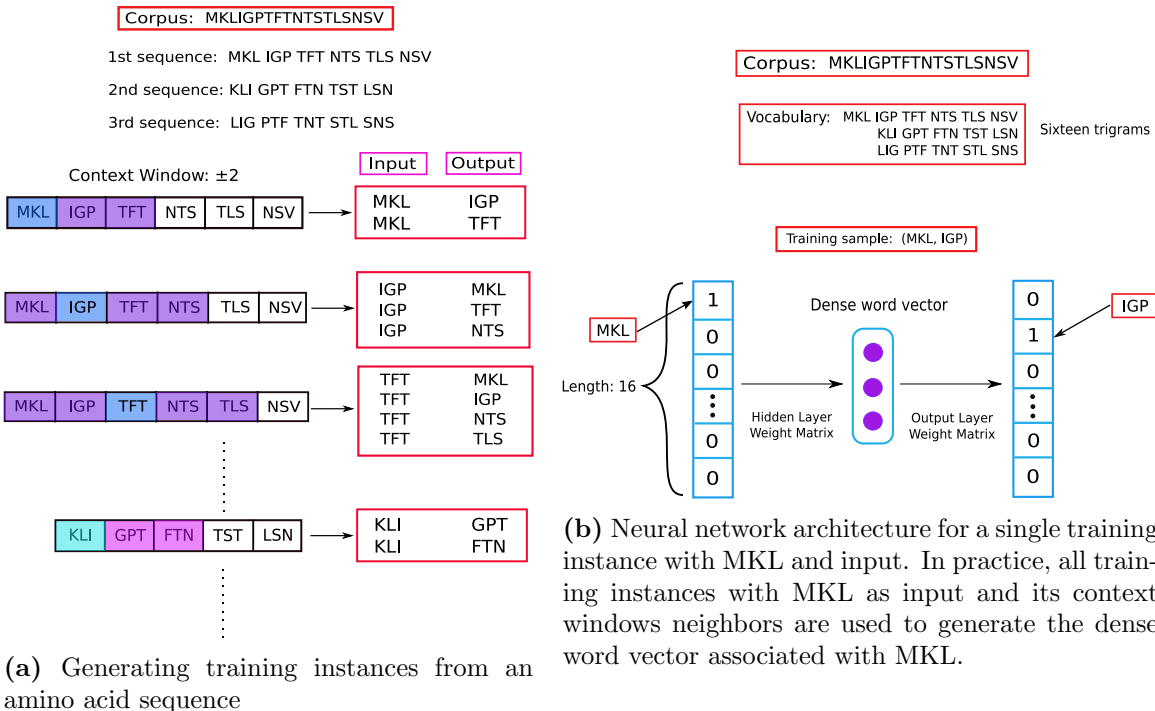 Corpus: MKLIGPTFTNTSTLSNSV
1st sequence: MKL IGP TFT NTS TLS NSV
2nd sequence: KLI GPT FTN TST LSN
3rd sequence: LIG PTF TNT STL SNS
Context Window: ±2
Input Output
MKL IGP TFT NTS TLS NSV
MKL IGP
MKL TFT
MKL IGP TFT NTS TLS NSV
IGP MKL
IGP TFT
IGP NTS
MKL IGP TFT NTS TLS NSV
TFT MKL
TFT IGP
TFT NTS
TFT TLS
KLI GPT FTN TST LSN
KLI GPT
KLI FTN
(a) Generating training instances from an
amino acid sequence
Corpus: MKLIGPTFTNTSTLSNSV
Vocabulary: MKL IGP TFT NTS TLS NSV
KLI GPT FTN TST LSN
LIG PTF TNT STL SNS
Sixteen trigrams
Training sample: (MKL, IGP)
MKL
Length: 16
1
0
0
0
0
Dense word vector
Hidden Layer
Weight Matrix
Output Layer
Weight Matrix
0
1
0
0
0
IGP
(b) Neural network architecture for a single training
instance with MKL and input. In practice, all train-
ing instances with MKL as input and its context
windows neighbors are used to generate the dense
word vector associated with MKL.